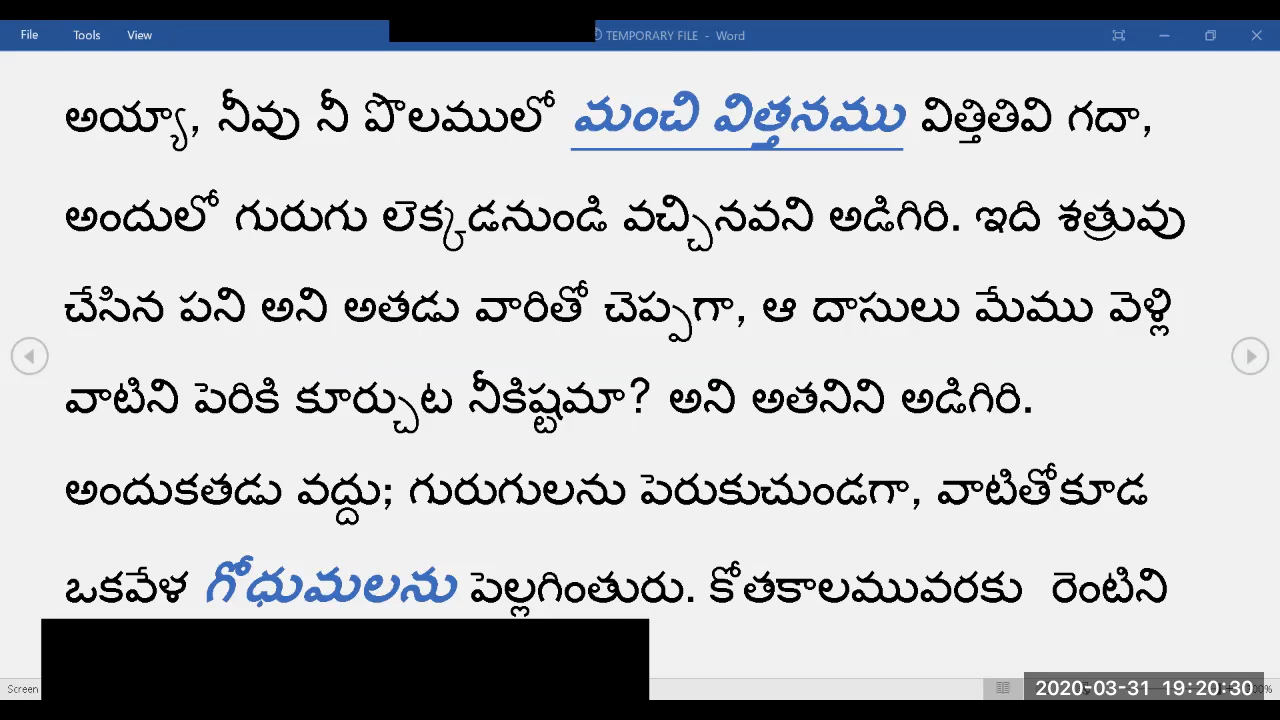 File Tools View TEMPORARY FILE - Word
అయ్యా, నీవు నీ పొలములో మంచి విత్తనము విత్తితివి గదా,
అందులో గురుగు లెక్కడనుండి వచ్చినవని అడిగిరి. ఇది శత్రువు
చేసిన పని అని అతడు వారితో చెప్పగా, ఆ దాసులు మేము వెళ్లి
వాటిని పెరికి కూర్చుట నీకిష్టమా? అని అతనిని అడిగిరి.
అందుకతడు వద్దు; గురుగులను పెరుకుచుండగా, వాటితోకూడ
ఒకవేళ గోధుమలను పెల్లగింతురు. కోతకాలమువరకు రెంటిని
Screen 2020-03-31 19:20:30